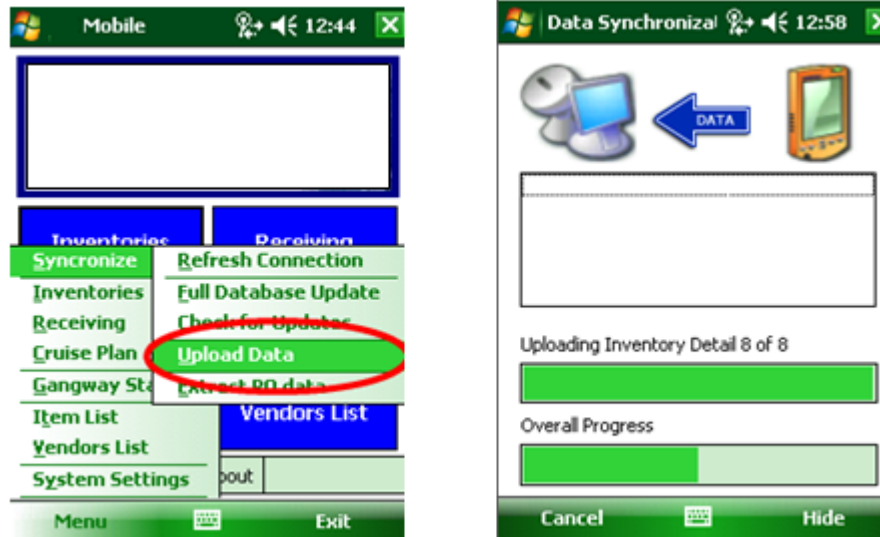 Mobile 12:44
Inventories Receiving
Syncronize
Inventories
Receiving
Cruise Plan
Gangway Sta
Item List
Vendors List
System Settings
Refresh Connection
Full Database Update
Check for Updates
Upload Data
Extract PO data
Vendors List
bout
Menu Exit
Data Synchronizat 12:58
DATA
Uploading Inventory Detail 8 of 8
Overall Progress
Cancel Hide